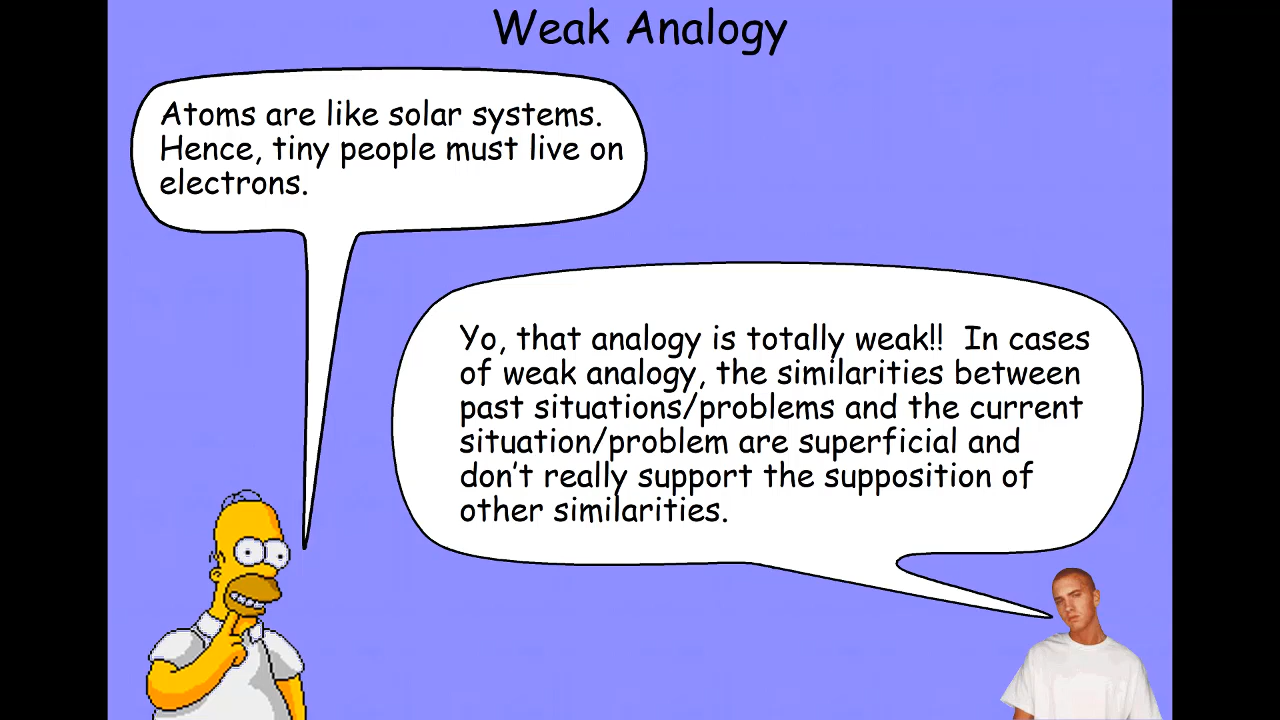 Weak Analogy
Atoms are like solar systems.
Hence, tiny people must live on
electrons.
Yo, that analogy is totally weak!!  In cases
of weak analogy, the similarities between
past situations/problems and the current
situation/problem are superficial and
don’t really support the supposition of
other similarities.